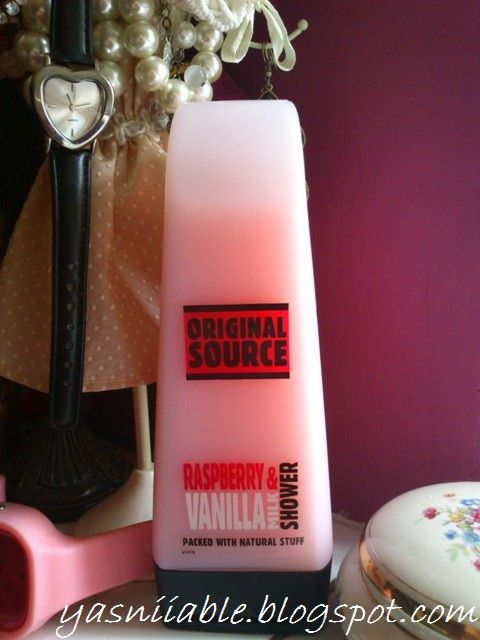 ORIGINAL
SOURCE
RASPBERRY &
VANILLA
MILK
SHOWER
PACKED WITH NATURAL STUFF
yasniiable.blogspot.com